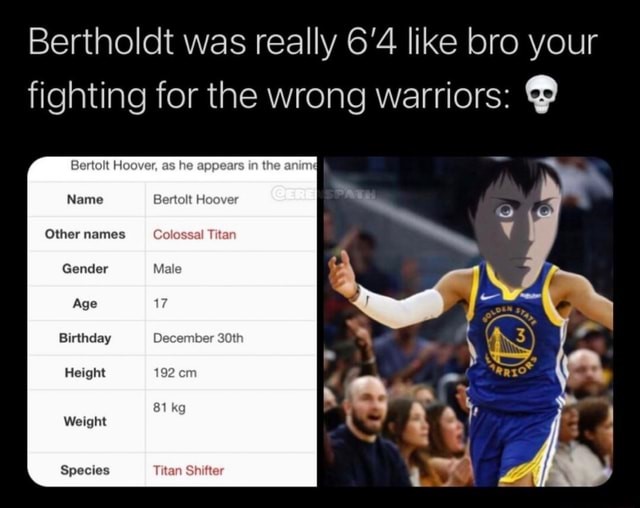 Bertholdt was really 6'4 like bro your
fighting for the wrong warriors: 💀
Bertolt Hoover, as he appears in the anime
@ERENSPATH
Name Bertolt Hoover
Other names Colossal Titan
Gender Male
Age 17
Birthday December 30th
Height 192 cm
Weight 81 kg
Species Titan Shifter
GOLDEN STATE
3
WARRIORS